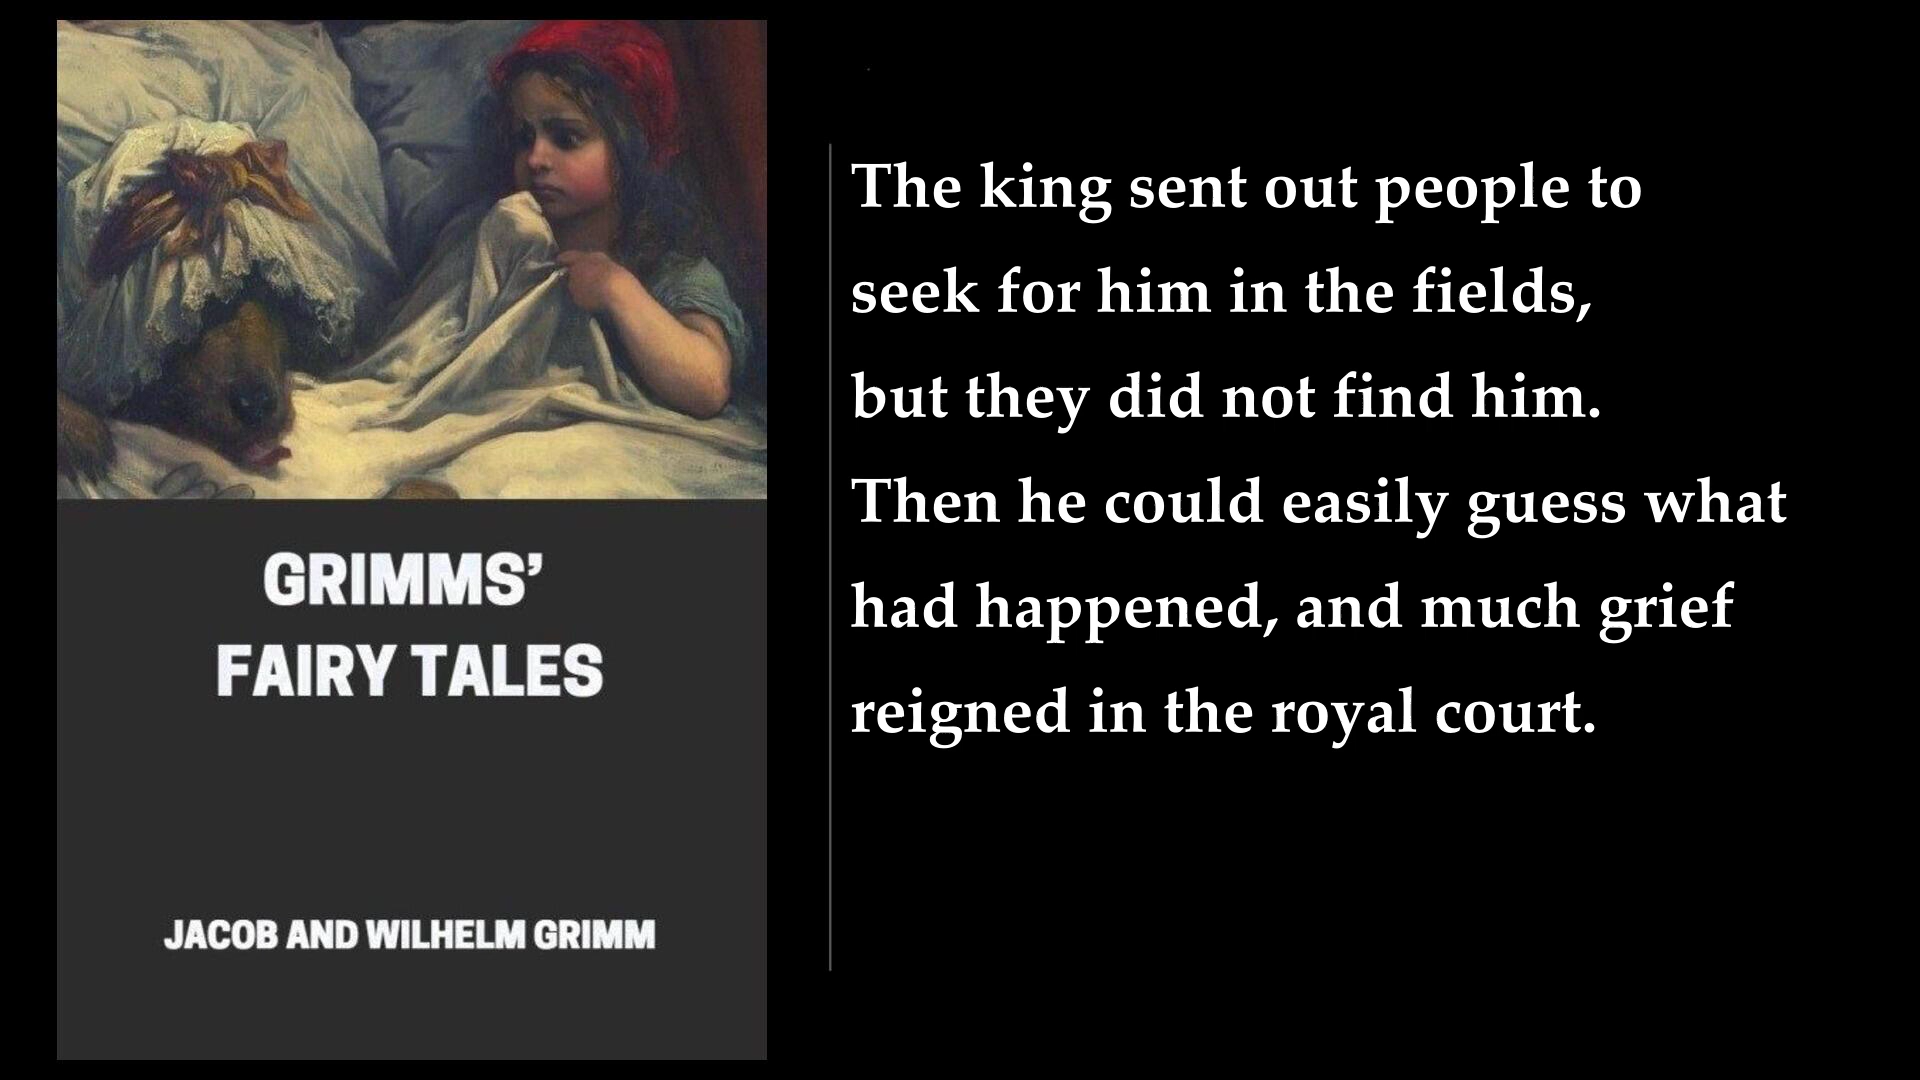 GRIMMS’
FAIRY TALES
JACOB AND WILHELM GRIMM
The king sent out people to
seek for him in the fields,
but they did not find him.
Then he could easily guess what
had happened, and much grief
reigned in the royal court.